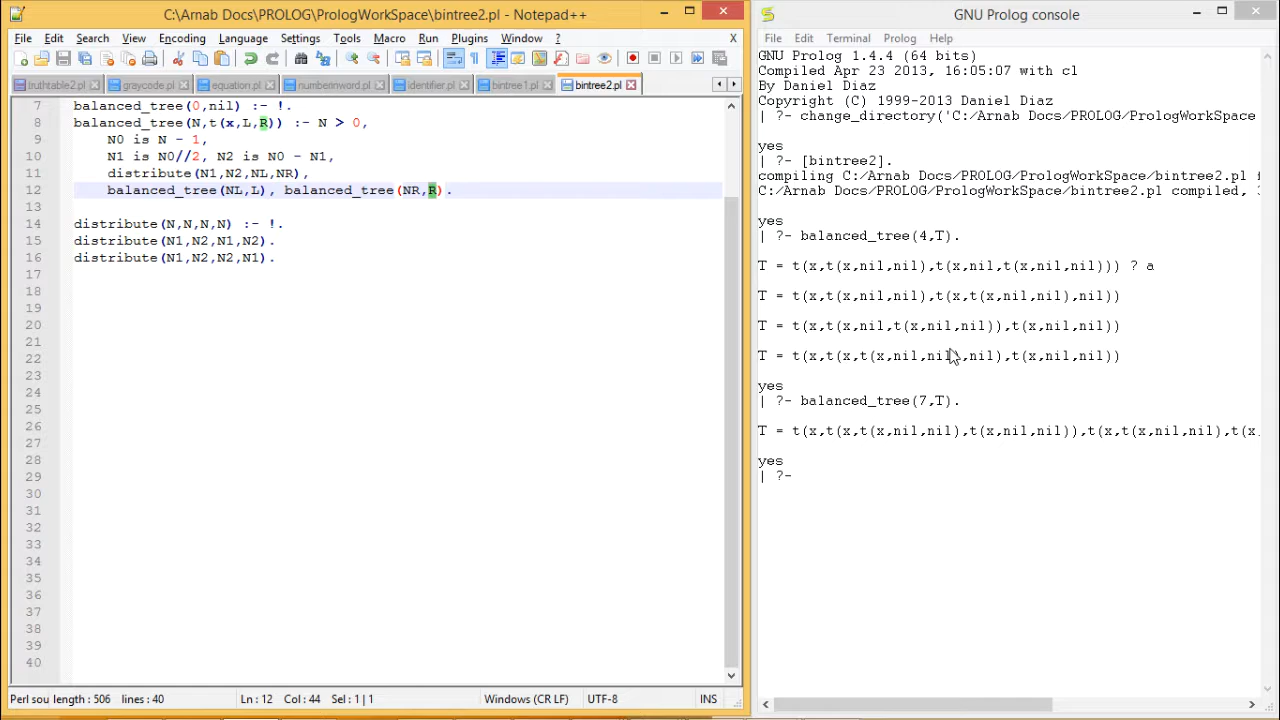 C:\Arnab Docs\PROLOG\PrologWorkSpace\bintree2.pl - Notepad++
File Edit Search View Encoding Language Settings Tools Macro Run Plugins Window ? X
truthtable2.pl graycode.pl equation.pl numberinword.pl identifier.pl bintree1.pl bintree2.pl
7 balanced_tree(0,nil) :- !.
8 balanced_tree(N,t(x,L,R)) :- N > 0,
9 N0 is N - 1,
10 N1 is N0//2, N2 is N0 - N1,
11 distribute(N1,N2,NL,NR),
12 balanced_tree(NL,L), balanced_tree(NR,R).
13
14 distribute(N,N,N,N) :- !.
15 distribute(N1,N2,N1,N2).
16 distribute(N1,N2,N2,N1).
17
18
19
20
21
22
23
24
25
26
27
28
29
30
31
32
33
34
35
36
37
38
39
40
Perl sou length : 506 lines : 40 Ln : 12 Col : 44 Sel : 1 | 1 Windows (CR LF) UTF-8 INS
GNU Prolog console
File Edit Terminal Prolog Help
GNU Prolog 1.4.4 (64 bits)
Compiled Apr 23 2013, 16:05:07 with cl
By Daniel Diaz
Copyright (C) 1999-2013 Daniel Diaz
| ?- change_directory('C:/Arnab Docs/PROLOG/PrologWorkSpace
yes
| ?- [bintree2].
compiling C:/Arnab Docs/PROLOG/PrologWorkSpace/bintree2.pl
C:/Arnab Docs/PROLOG/PrologWorkSpace/bintree2.pl compiled,
yes
| ?- balanced_tree(4,T).
T = t(x,t(x,nil,nil),t(x,nil,t(x,nil,nil))) ? a
T = t(x,t(x,nil,nil),t(x,t(x,nil,nil),nil))
T = t(x,t(x,nil,t(x,nil,nil)),t(x,nil,nil))
T = t(x,t(x,t(x,nil,nil),nil),t(x,nil,nil))
yes
| ?- balanced_tree(7,T).
T = t(x,t(x,t(x,nil,nil),t(x,nil,nil)),t(x,t(x,nil,nil),t(x,
yes
| ?-